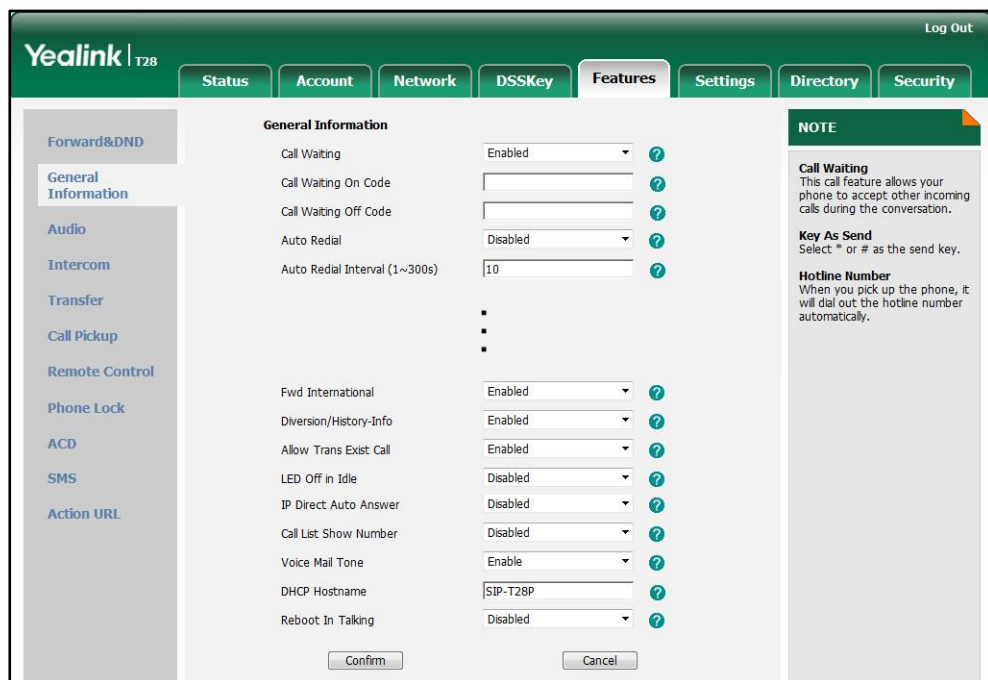 Log Out
Yealink | T28
Status Account Network DSSKey Features Settings Directory Security
Forward&DND
General
Information
Audio
Intercom
Transfer
Call Pickup
Remote Control
Phone Lock
ACD
SMS
Action URL
General Information
Call Waiting Enabled ?
Call Waiting On Code ?
Call Waiting Off Code ?
Auto Redial Disabled ?
Auto Redial Interval (1~300s) 10 ?
Fwd International Enabled ?
Diversion/History-Info Enabled ?
Allow Trans Exist Call Enabled ?
LED Off in Idle Disabled ?
IP Direct Auto Answer Disabled ?
Call List Show Number Disabled ?
Voice Mail Tone Enable ?
DHCP Hostname SIP-T28P ?
Reboot In Talking Disabled ?
Confirm Cancel
NOTE
Call Waiting
This call feature allows your
phone to accept other incoming
calls during the conversation.
Key As Send
Select * or # as the send key.
Hotline Number
When you pick up the phone, it
will dial out the hotline number
automatically.